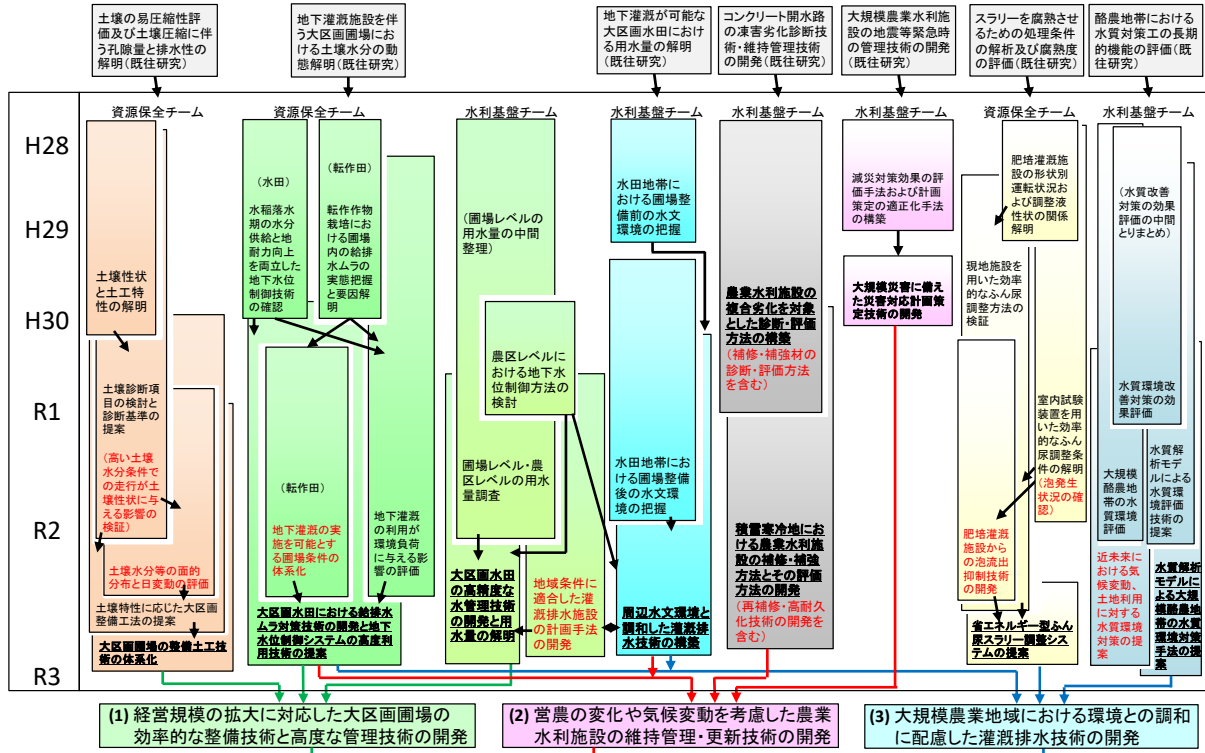 土壌の易圧縮性評
価及び土壌圧縮に伴
う孔隙量と排水性の
解明(既往研究)
地下灌漑施設を伴
う大区画圃場にお
ける土壌水分の動
態解明(既往研究)
地下灌漑が可能な
大区画水田におけ
る用水量の解明
(既往研究)
コンクリート開水路
の凍害劣化診断技
術・維持管理技術
の開発(既往研究)
大規模農業水利施
設の地震等緊急時
の管理技術の開発
(既往研究)
スラリーを腐熟させ
るための処理条件
の解析及び腐熟度
の評価(既往研究)
酪農地帯における
水質対策工の長期
的機能の評価(既
往研究)
H28
H29
H30
R1
R2
R3
資源保全チーム
土壌性状
と土工特
性の解明
土壌診断項
目の検討と
診断基準の
提案
(高い土壌
水分条件で
の走行が土
壌性状に与
える影響の
検証)
土壌水分等の面的
分布と日変動の評価
土壌特性に応じた大区画
整備工法の提案
大区画圃場の整備土工技
術の体系化
資源保全チーム
(水田)
水稲落水
期の水分
供給と地
耐力向上
を両立した
地下水位
制御技術
の確認
(転作田)
転作作物
栽培にお
ける圃場
内の給排
水ムラの
実態把握
と要因解
明
(転作田)
地下灌漑の実
施を可能とす
る圃場条件の
体系化
地下灌漑
の利用が
環境負荷
に与える影
響の評価
大区画水田における給排水
ムラ対策技術の開発と地下
水位制御システムの高度利
用技術の提案
水利基盤チーム
(圃場レベルの
用水量の中間
整理)
農区レベルに
おける地下水
位制御方法の
検討
圃場レベル・農
区レベルの用水
量調査
大区画水田
の高精度な
水管理技術
の開発と用
水量の解明
地域条件に
適合した灌
漑排水施設
の計画手法
の開発
水利基盤チーム
水田地帯に
おける圃場整
備前の水文
環境の把握
水田地帯にお
ける圃場整備
後の水文環
境の把握
周辺水文環境と
調和した灌漑排
水技術の構築
水利基盤チーム
農業水利施設の
複合劣化を対象
とした診断・評価
方法の構築
(補修・補強材の
診断・評価方法
を含む)
積雪寒冷地にお
ける農業水利施
設の補修・補強
方法とその評価
方法の開発
(再補修・高耐久
化技術の開発を
含む)
水利基盤チーム
減災対策効果の評
価手法および計画
策定の適正化手法
の構築
大規模災害に備え
た災害対応計画策
定技術の開発
資源保全チーム
肥培灌漑施
設の形状別
運転状況お
よび調整液
性状の関係
解明
現地施設を
用いた効率
的なふん
尿調整方法の
検証
室内試験
装置を用
いた効率
的なふん
尿調整条
件の解明
(泡発生
状況の確
認)
肥培灌漑
施設から
の泡流出
抑制技術
の開発
省エネルギー型ふん
尿スラリー調整シス
テムの提案
水利基盤チーム
(水質改善
対策の効果
評価の中間
とりまとめ)
水質環境改
善対策の効
果評価
大規模
酪農地
帯の水
質環境
評価
水質解
析モデ
ルによる
水質環
境評価
技術の
提案
近未来
における気
候変動、
土地利
用に対す
る水質環
境対策
の提案
水質解析
モデルに
よる大規
模酪農地
帯の水質
環境対策
手法の提
案
(1) 経営規模の拡大に対応した大区画圃場の
効率的な整備技術と高度な管理技術の開発
(2) 営農の変化や気候変動を考慮した農業
水利施設の維持管理・更新技術の開発
(3) 大規模農業地域における環境との調和
に配慮した灌漑排水技術の開発